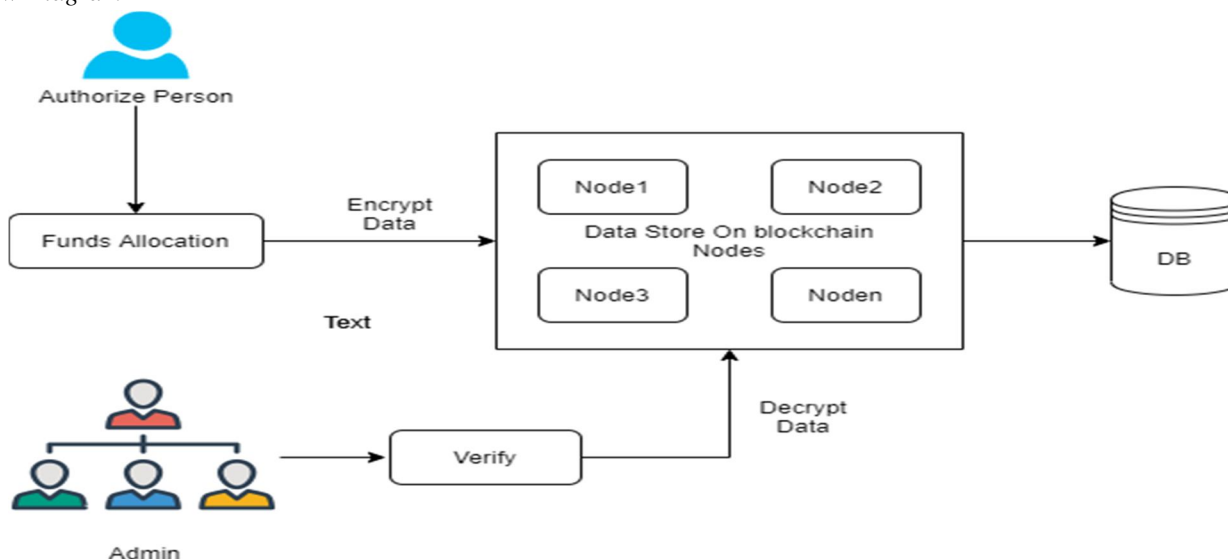 Authorize Person
Funds Allocation
Encrypt
Data
Node1
Node2
Data Store On blockchain
Nodes
Node3
Noden
DB
Text
Decrypt
Data
Verify
Admin